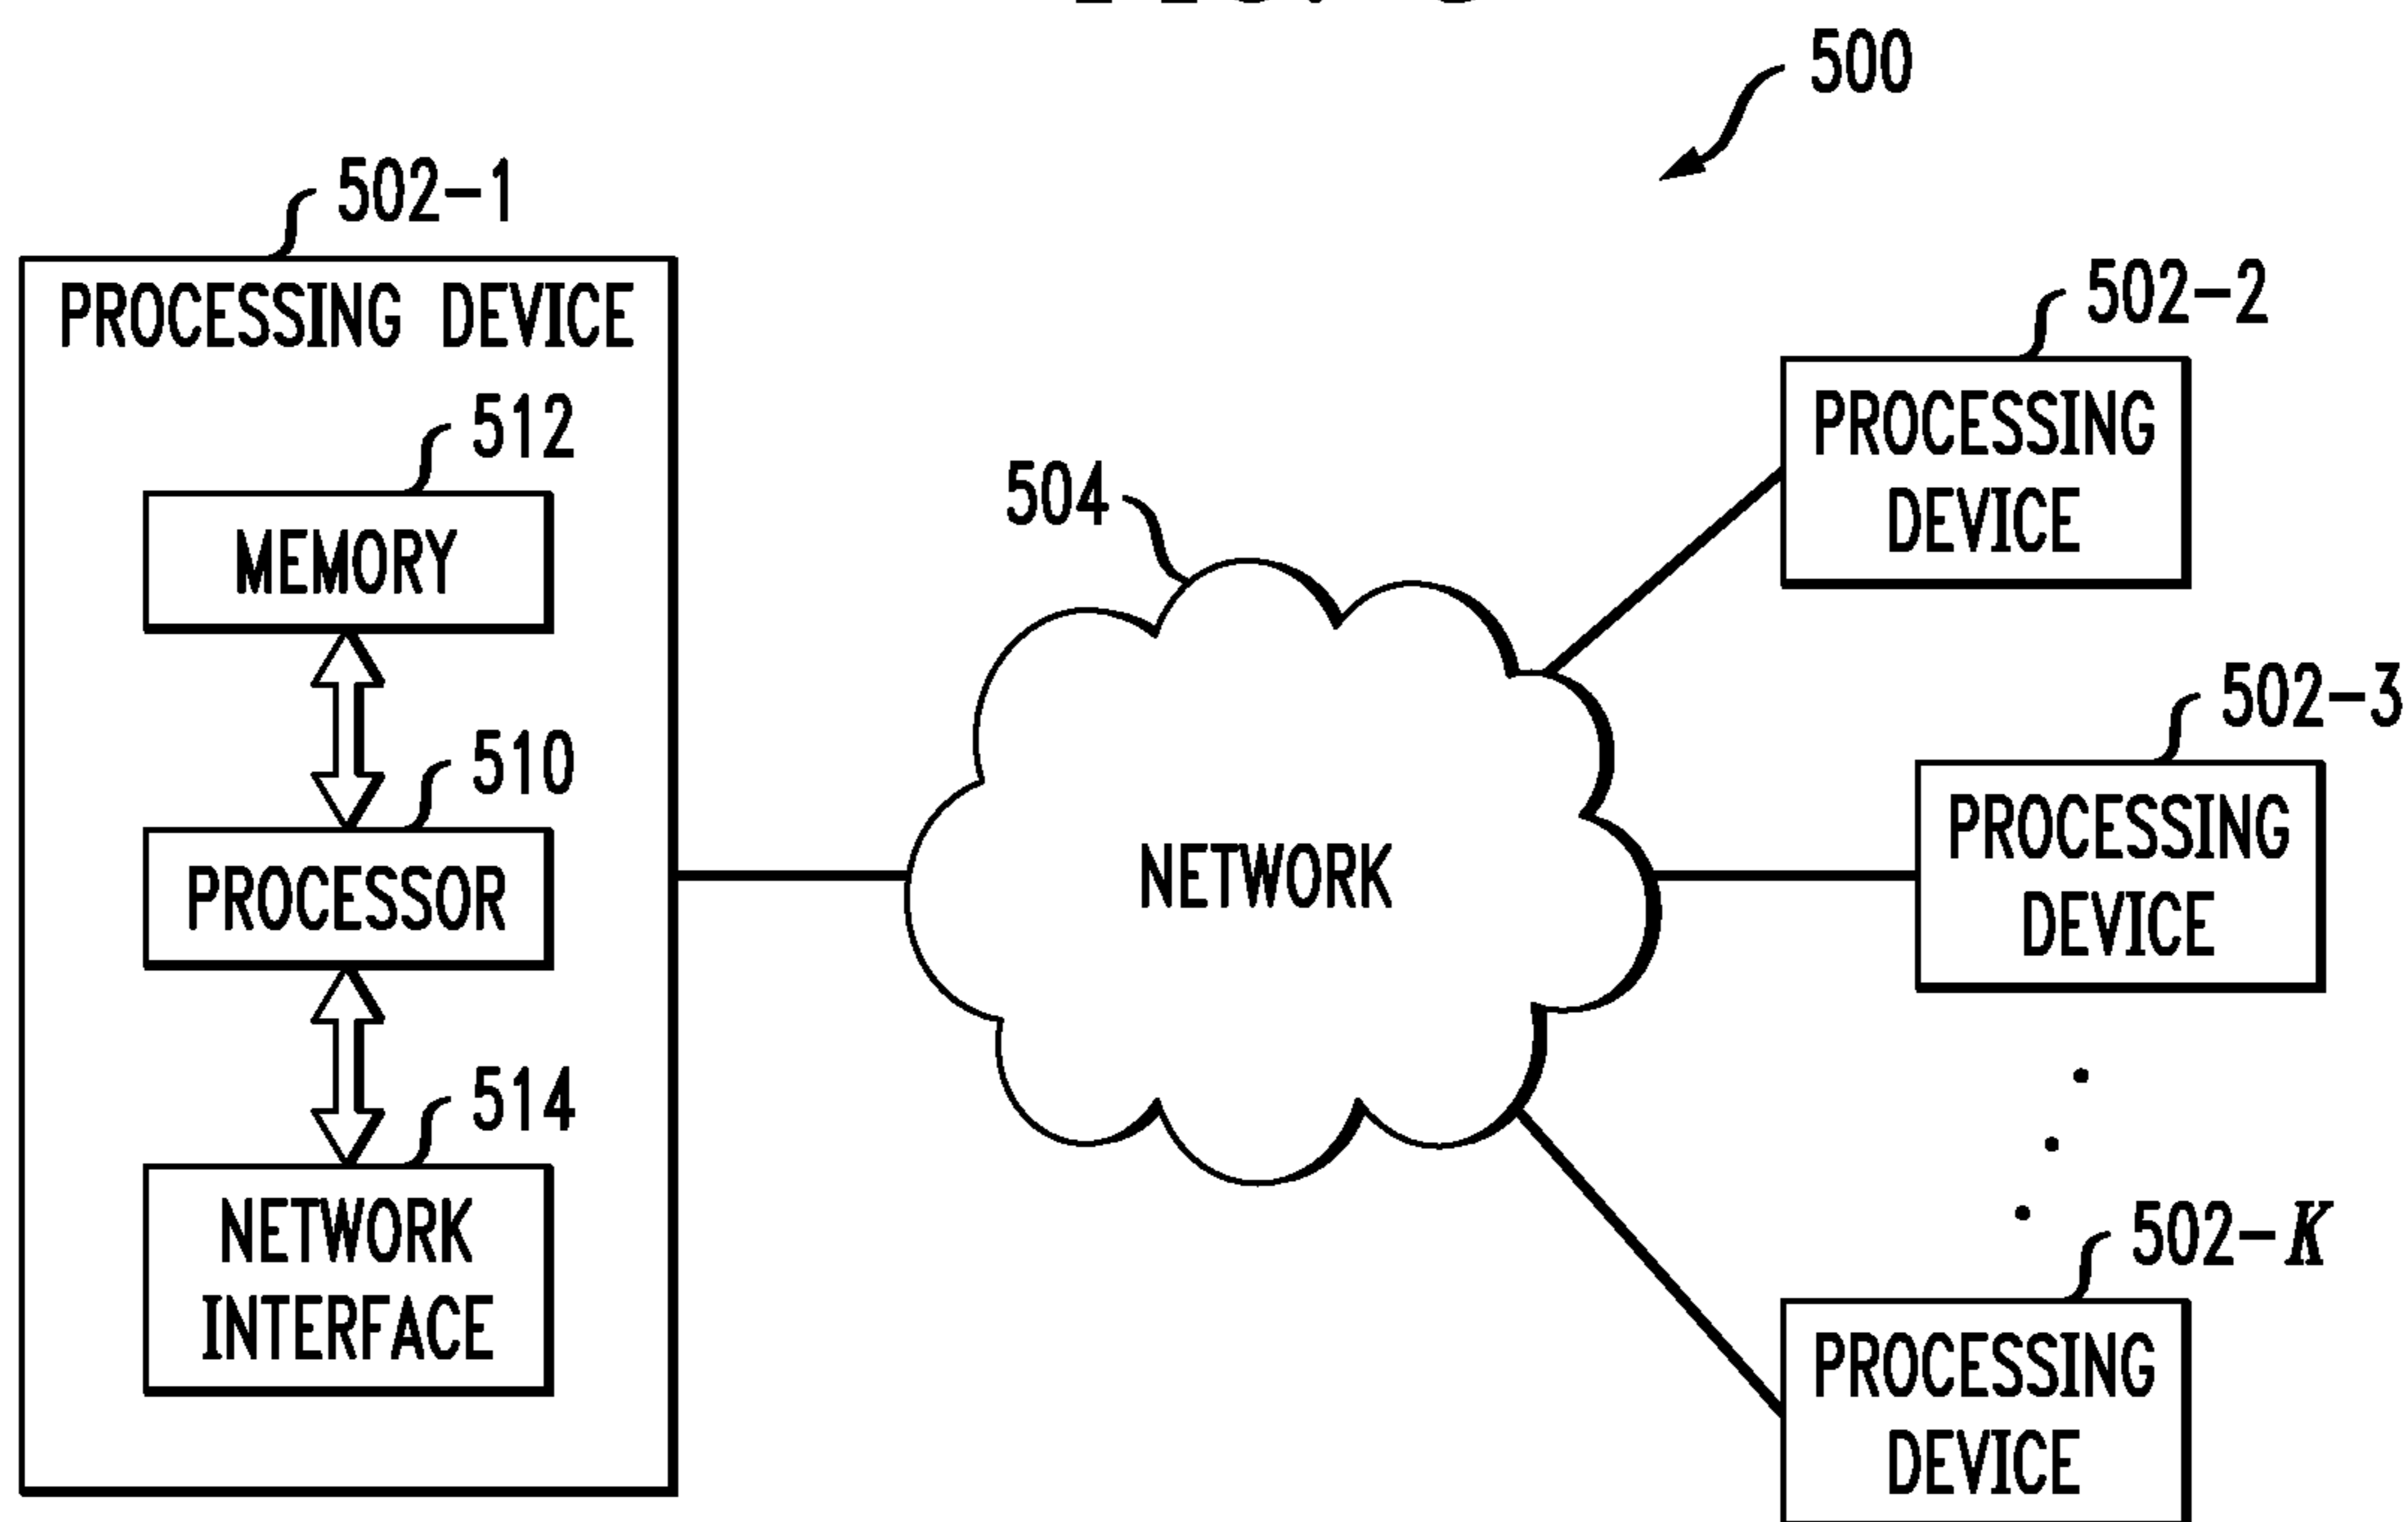 500
502-1
PROCESSING DEVICE
512
MEMORY
510
PROCESSOR
514
NETWORK
INTERFACE
504
NETWORK
502-2
PROCESSING
DEVICE
502-3
PROCESSING
DEVICE
502-K
PROCESSING
DEVICE